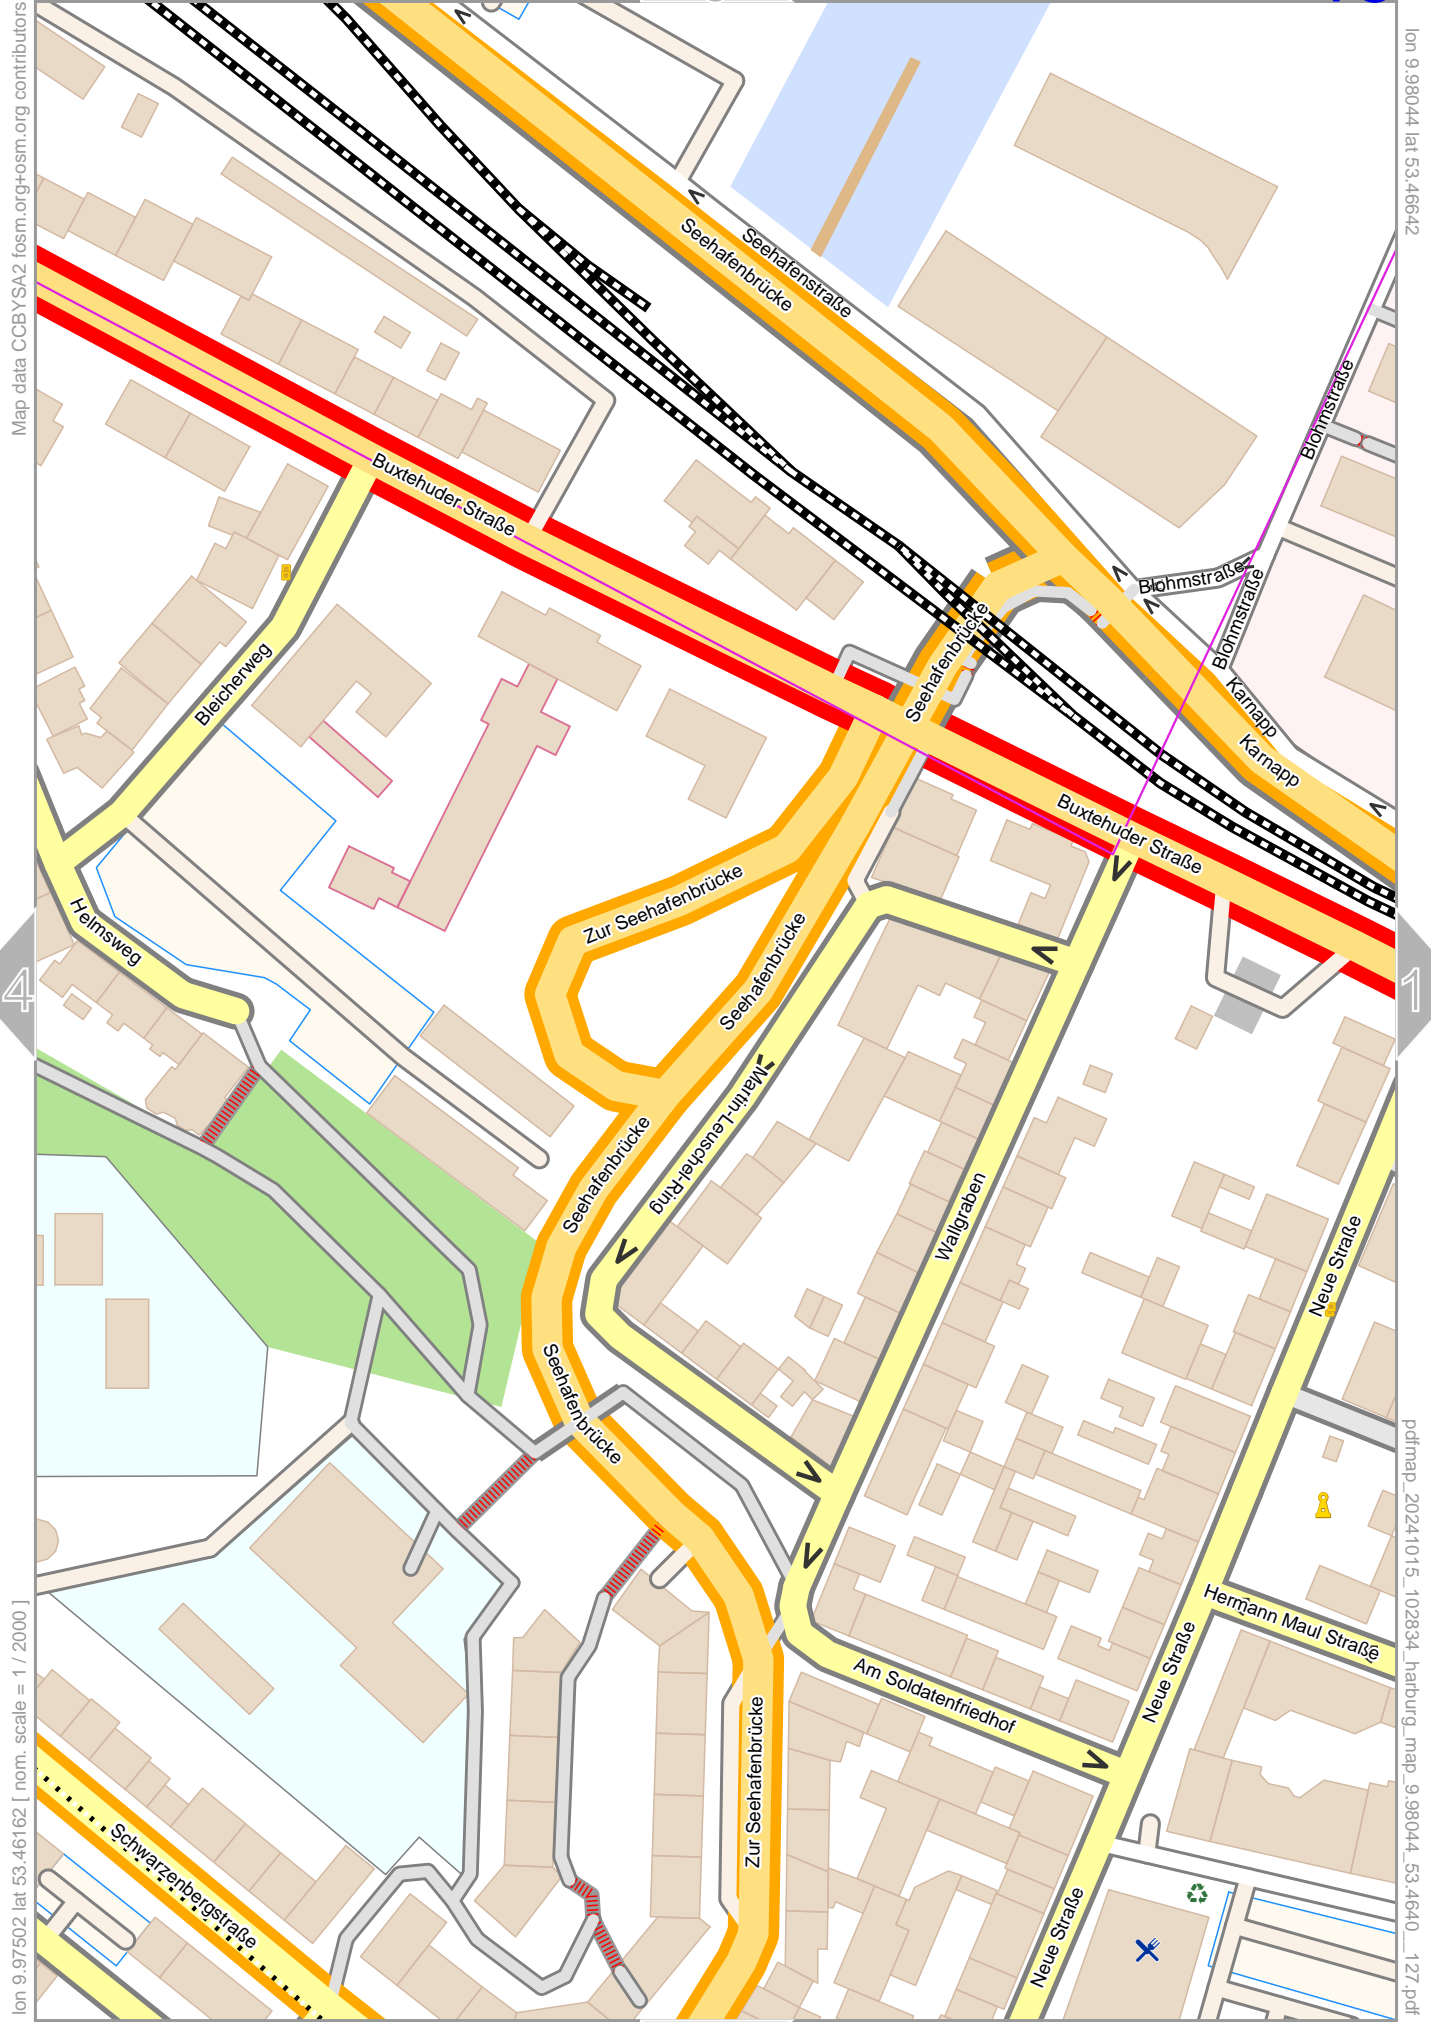 Map data CCBYSA2 fosm.org+osm.org contributors
lon 9.98044 lat 53.46642
Seehafenstraße
Seehafenbrücke
Blohmstraße
Buxtehuder Straße
Blohmstraße
Blohmstraße
Seehafenbrücke
Bleicherweg
Karnapp
Karnapp
Buxtehuder Straße
Zur Seehafenbrücke
Helmsweg
Seehafenbrücke
4
1
Martin-Leuschel-Ring
Seehafenbrücke
Wallgraben
Neue Straße
Seehafenbrücke
Hermann Maul Straße
Neue Straße
Am Soldatenfriedhof
Zur Seehafenbrücke
Schwarzenbergstraße
Neue Straße
lon 9.97502 lat 53.46162 [ nom. scale = 1 / 2000 ]
pdfmap_20241015_102834_harburg_map_9.98044_53.4640__127.pdf